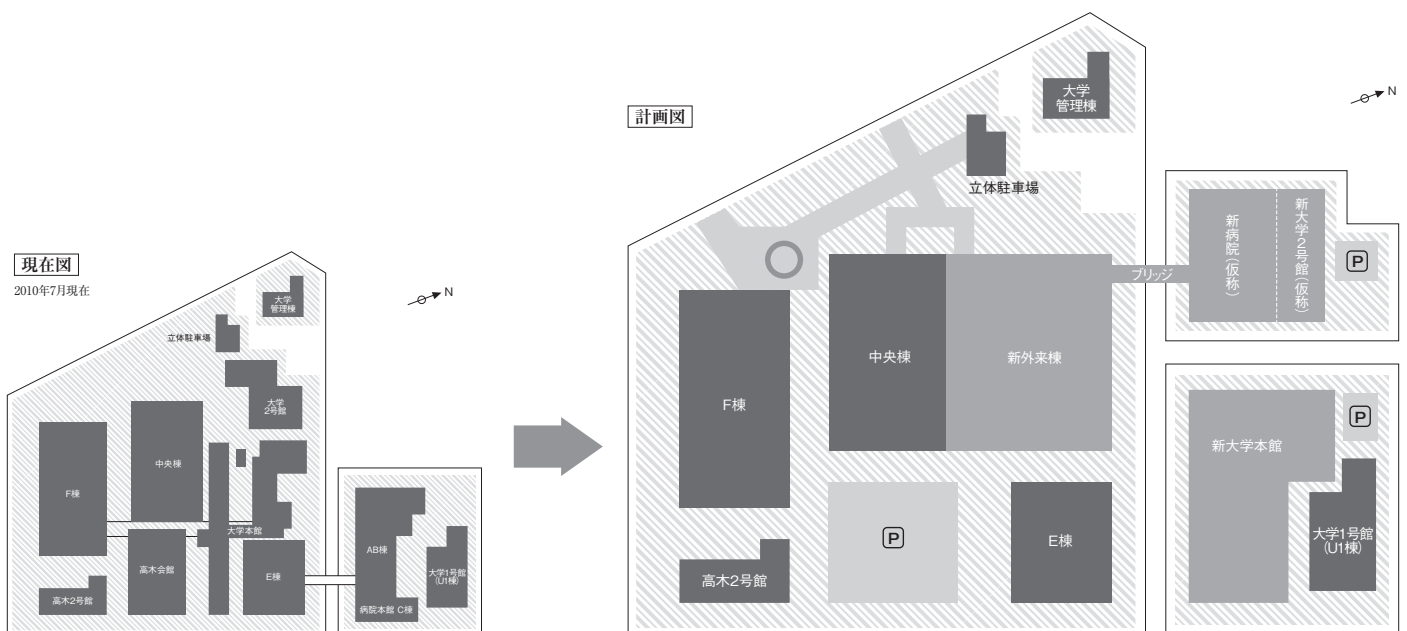 現在図
2010年7月現在
N
大学
管理棟
立体駐車場
大学
2号館
中央棟
F棟
大学本館
高木会館
E棟
高木2号館
AB棟
大学1号館
(U1棟)
病院本館 C棟
計画図
N
大学
管理棟
立体駐車場
新病院(仮称)
新大学2号館(仮称)
P
ブリッジ
中央棟
新外来棟
F棟
P
新大学本館
P
E棟
大学1号館
(U1棟)
高木2号館